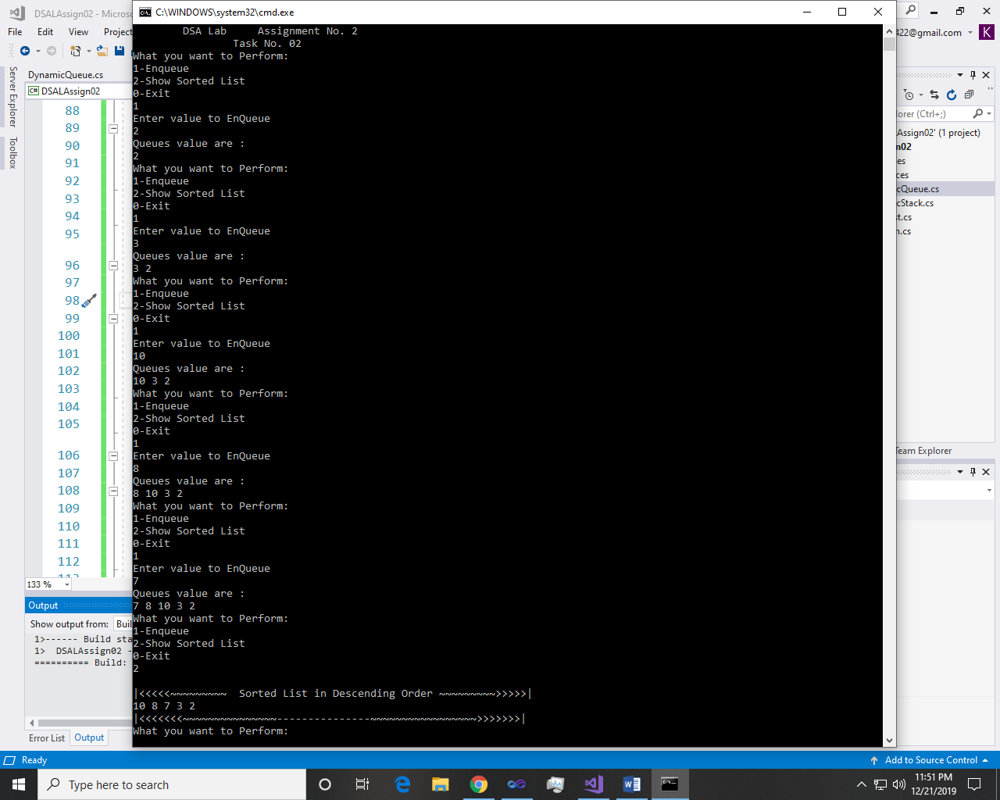 DSALAssign02 - Micros
C:\WINDOWS\system32\cmd.exe
File Edit View Project
422@gmail.com K
Server Explorer
Toolbox
DynamicQueue.cs
C# DSALAssign02
88
89
90
91
92
93
94
95
96
97
98
99
100
101
102
103
104
105
106
107
108
109
110
111
112
133 %
Output
Show output from: Buil
1>------ Build sta
1> DSALAssign02 -
========== Build:
Error List Output
DSA Lab Assignment No. 2
Task No. 02
What you want to Perform:
1-Enqueue
2-Show Sorted List
0-Exit
1
Enter value to EnQueue
2
Queues value are :
2
What you want to Perform:
1-Enqueue
2-Show Sorted List
0-Exit
1
Enter value to EnQueue
3
Queues value are :
3 2
What you want to Perform:
1-Enqueue
2-Show Sorted List
0-Exit
1
Enter value to EnQueue
10
Queues value are :
10 3 2
What you want to Perform:
1-Enqueue
2-Show Sorted List
0-Exit
1
Enter value to EnQueue
8
Queues value are :
8 10 3 2
What you want to Perform:
1-Enqueue
2-Show Sorted List
0-Exit
1
Enter value to EnQueue
7
Queues value are :
7 8 10 3 2
What you want to Perform:
1-Enqueue
2-Show Sorted List
0-Exit
2
|<<<<<~~~~~~~~~ Sorted List in Descending Order ~~~~~~~~~>>>>>|
10 8 7 3 2
|<<<<<<<~~~~~~~~~~~~~~~---------------~~~~~~~~~~~~~~~~~>>>>>>>|
What you want to Perform:
lorer (Ctrl+;)
Assign02' (1 project)
n02
es
ces
cQueue.cs
cStack.cs
st.cs
n.cs
Team Explorer
Ready
Add to Source Control
Type here to search
11:51 PM
12/21/2019